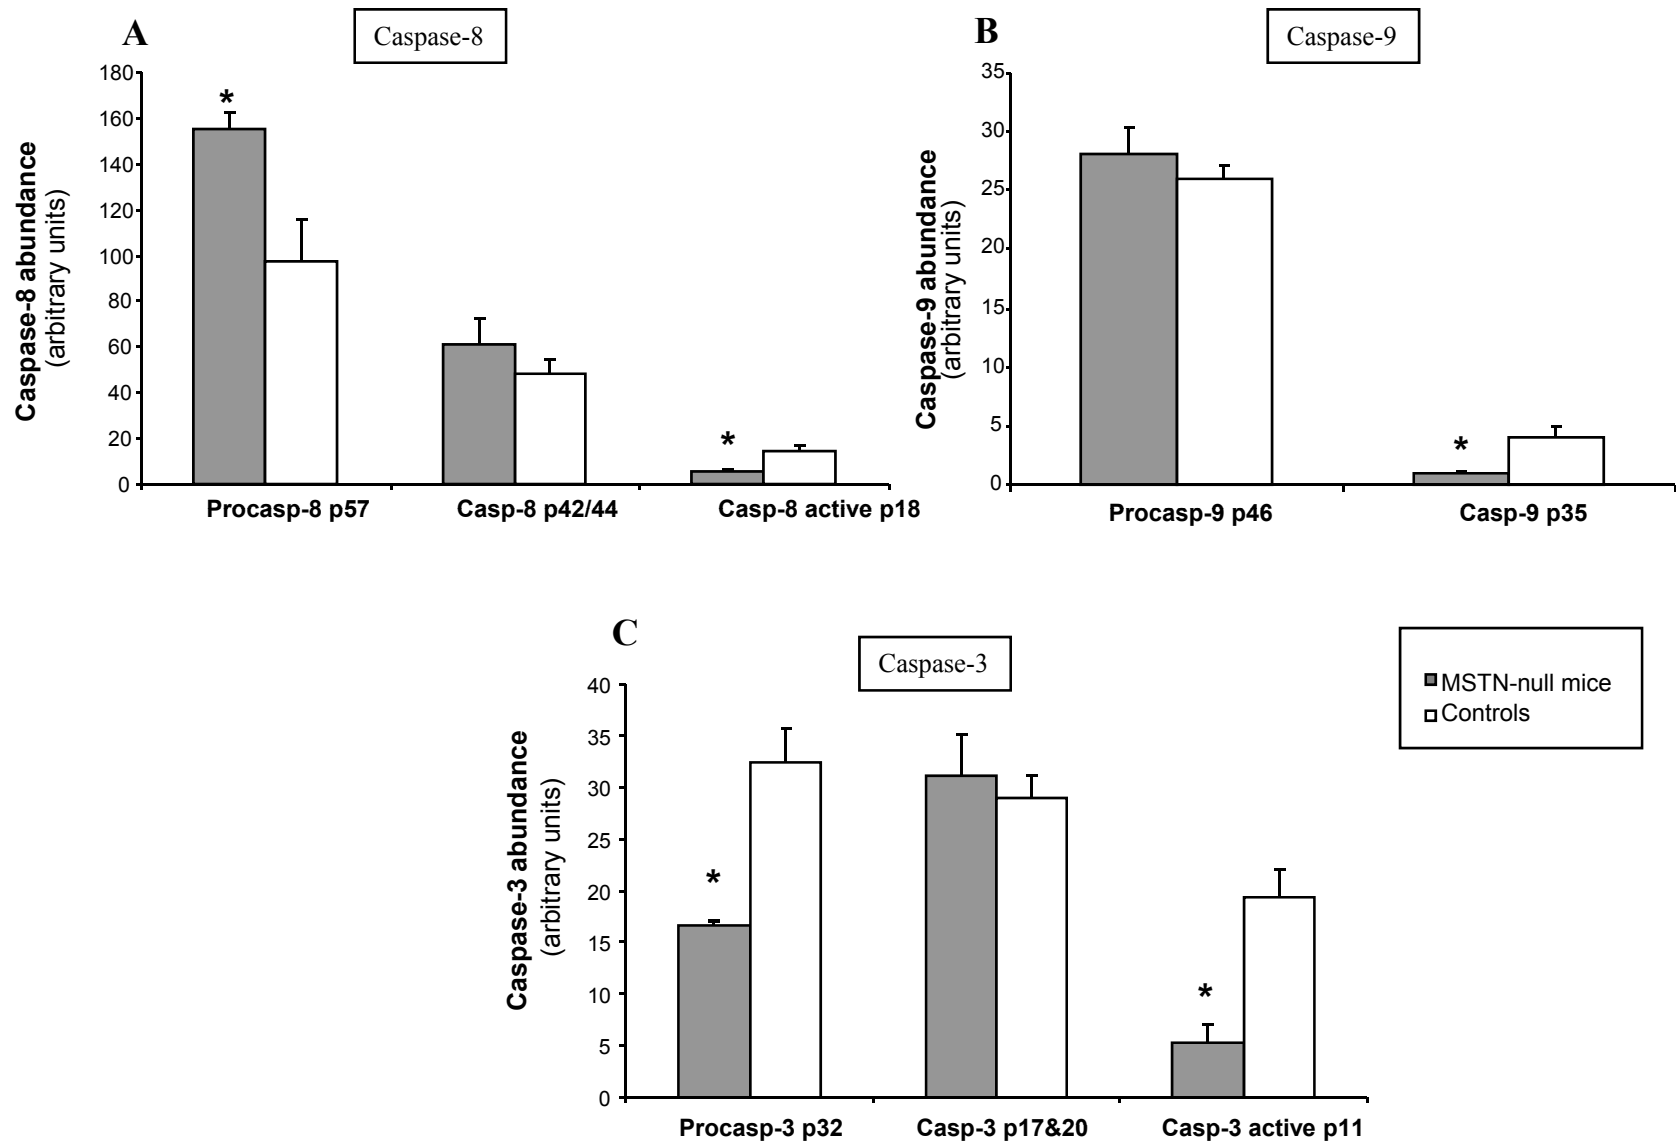 A
Caspase-8
Caspase-8 abundance
(arbitrary units)
180
160
140
120
100
80
60
40
20
0
*
*
Procasp-8 p57
Casp-8 p42/44
Casp-8 active p18
B
Caspase-9
Caspase-9 abundance
(arbitrary units)
35
30
25
20
15
10
5
0
*
Procasp-9 p46
Casp-9 p35
C
Caspase-3
Caspase-3 abundance
(arbitrary units)
40
35
30
25
20
15
10
5
0
*
*
Procasp-3 p32
Casp-3 p17&20
Casp-3 active p11
MSTN-null mice
Controls